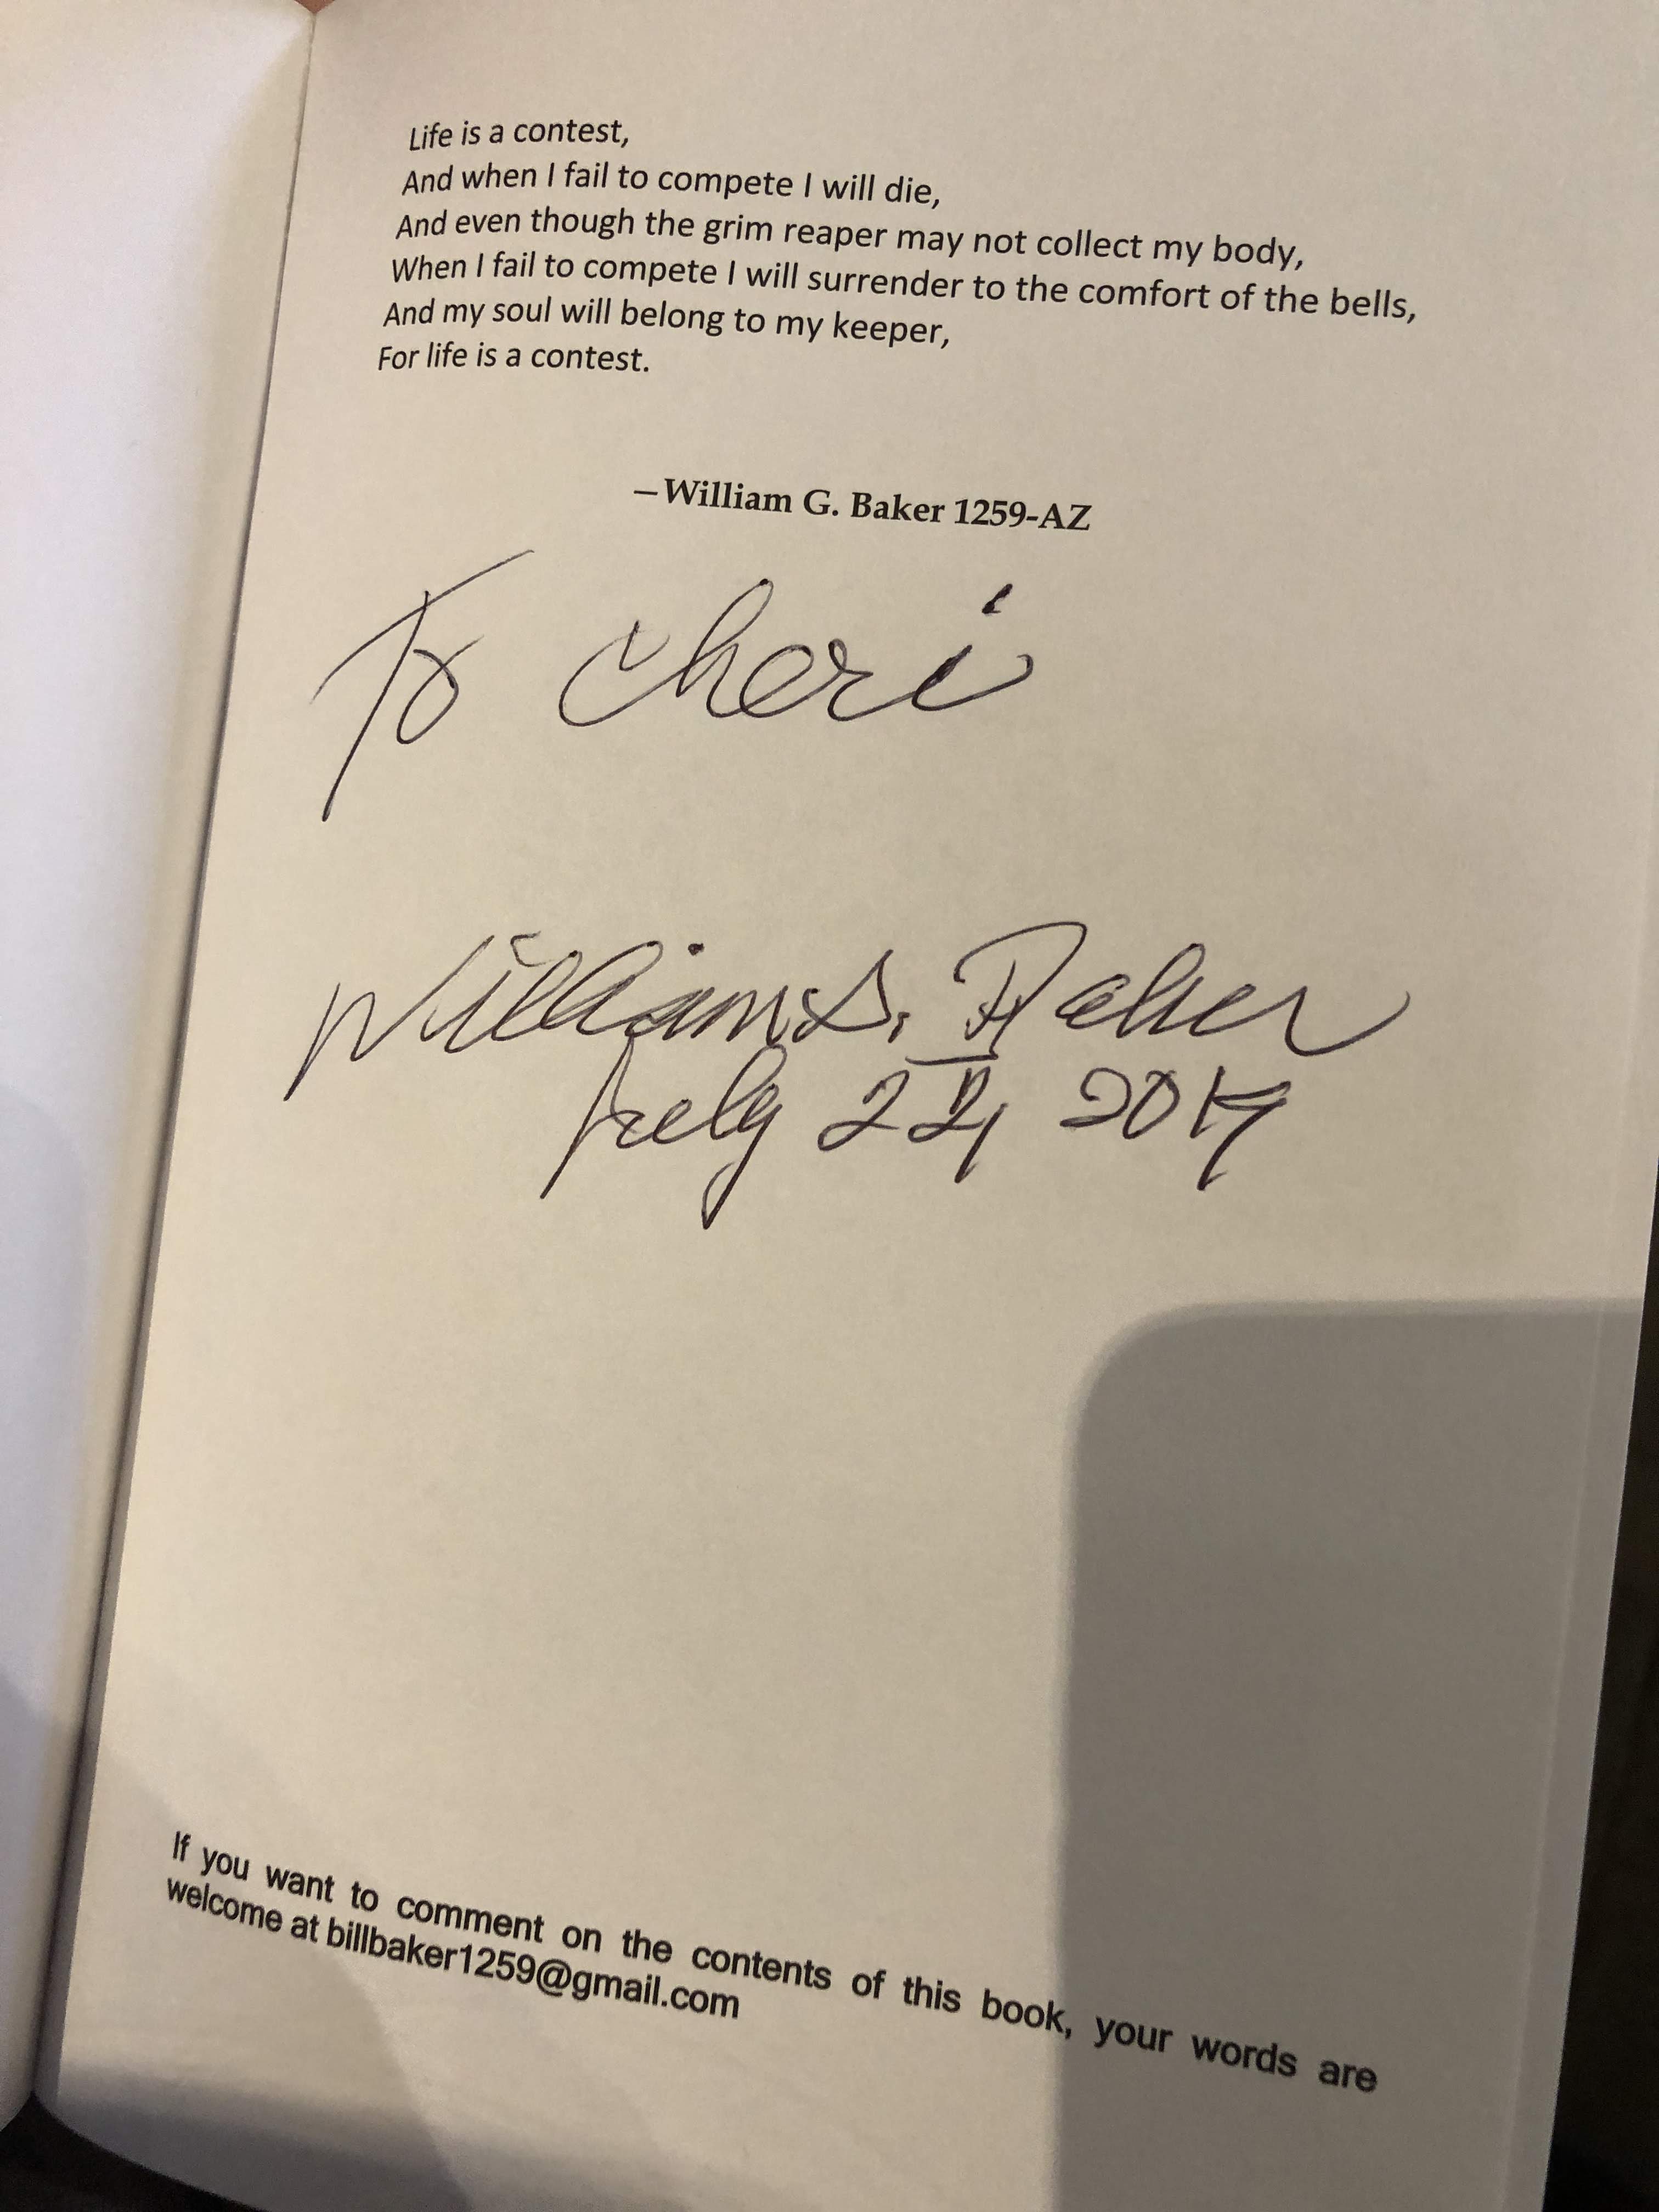 Life is a contest,
And when I fail to compete I will die,
And even though the grim reaper may not collect my body,
When I fail to compete I will surrender to the comfort of the bells,
And my soul will belong to my keeper,
For life is a contest.
—William G. Baker 1259-AZ
To Cheri
William G. Baker
July 22, 2019
If you want to comment on the contents of this book, your words are
welcome at billbaker1259@gmail.com